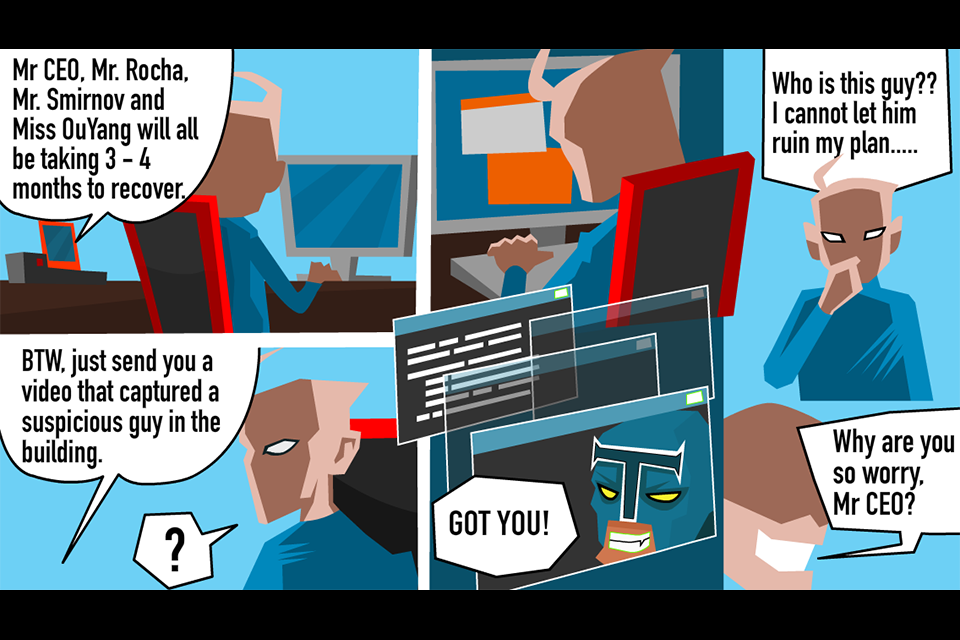 Mr CEO, Mr. Rocha,
Mr. Smirnov and
Miss OuYang will all
be taking 3 - 4
months to recover.
BTW, just send you a
video that captured a
suspicious guy in the
building.
?
GOT YOU!
Who is this guy??
I cannot let him
ruin my plan.....
Why are you
so worry,
Mr CEO?